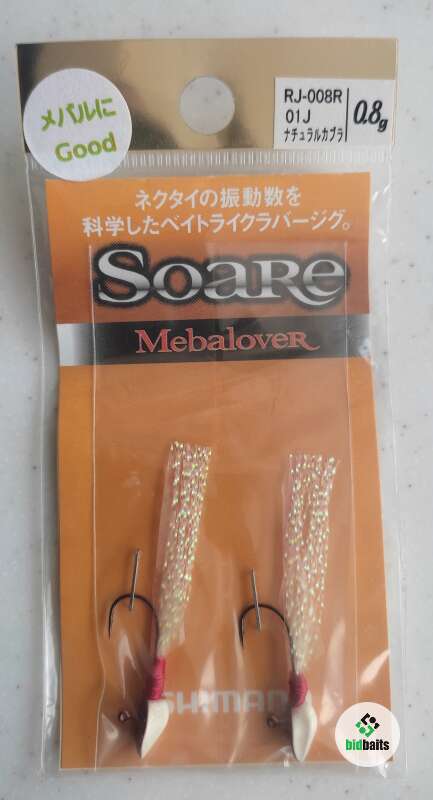 メバルに
Good
RJ-008R
01J
ナチュラルカブラ
0.8g
ネクタイの振動数を
科学したベイトライクラバージグ。
SoaRe
MebaloveR
SHIMAN
bidbaits